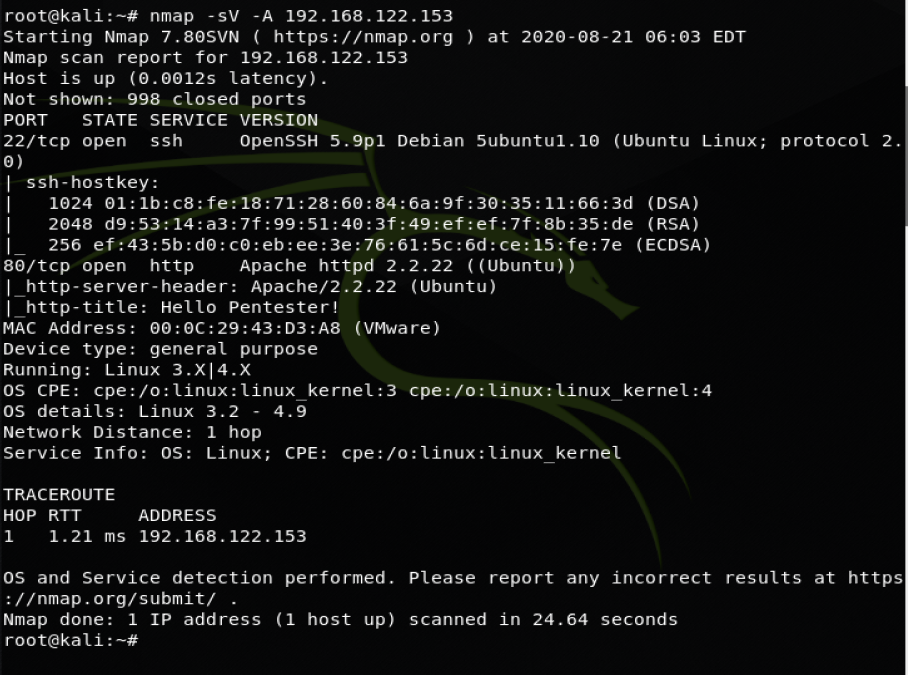 root@kali:~# nmap -sV -A 192.168.122.153
Starting Nmap 7.80SVN ( https://nmap.org ) at 2020-08-21 06:03 EDT
Nmap scan report for 192.168.122.153
Host is up (0.0012s latency).
Not shown: 998 closed ports
PORT   STATE SERVICE VERSION
22/tcp open  ssh     OpenSSH 5.9p1 Debian 5ubuntu1.10 (Ubuntu Linux; protocol 2.
0)
| ssh-hostkey:
|   1024 01:1b:c8:fe:18:71:28:60:84:6a:9f:30:35:11:66:3d (DSA)
|   2048 d9:53:14:a3:7f:99:51:40:3f:49:ef:ef:7f:8b:35:de (RSA)
|_  256 ef:43:5b:d0:c0:eb:ee:3e:76:61:5c:6d:ce:15:fe:7e (ECDSA)
80/tcp open  http    Apache httpd 2.2.22 ((Ubuntu))
|_http-server-header: Apache/2.2.22 (Ubuntu)
|_http-title: Hello Pentester!
MAC Address: 00:0C:29:43:D3:A8 (VMware)
Device type: general purpose
Running: Linux 3.X|4.X
OS CPE: cpe:/o:linux:linux_kernel:3 cpe:/o:linux:linux_kernel:4
OS details: Linux 3.2 - 4.9
Network Distance: 1 hop
Service Info: OS: Linux; CPE: cpe:/o:linux:linux_kernel

TRACEROUTE
HOP RTT     ADDRESS
1   1.21 ms 192.168.122.153

OS and Service detection performed. Please report any incorrect results at https
://nmap.org/submit/ .
Nmap done: 1 IP address (1 host up) scanned in 24.64 seconds
root@kali:~#